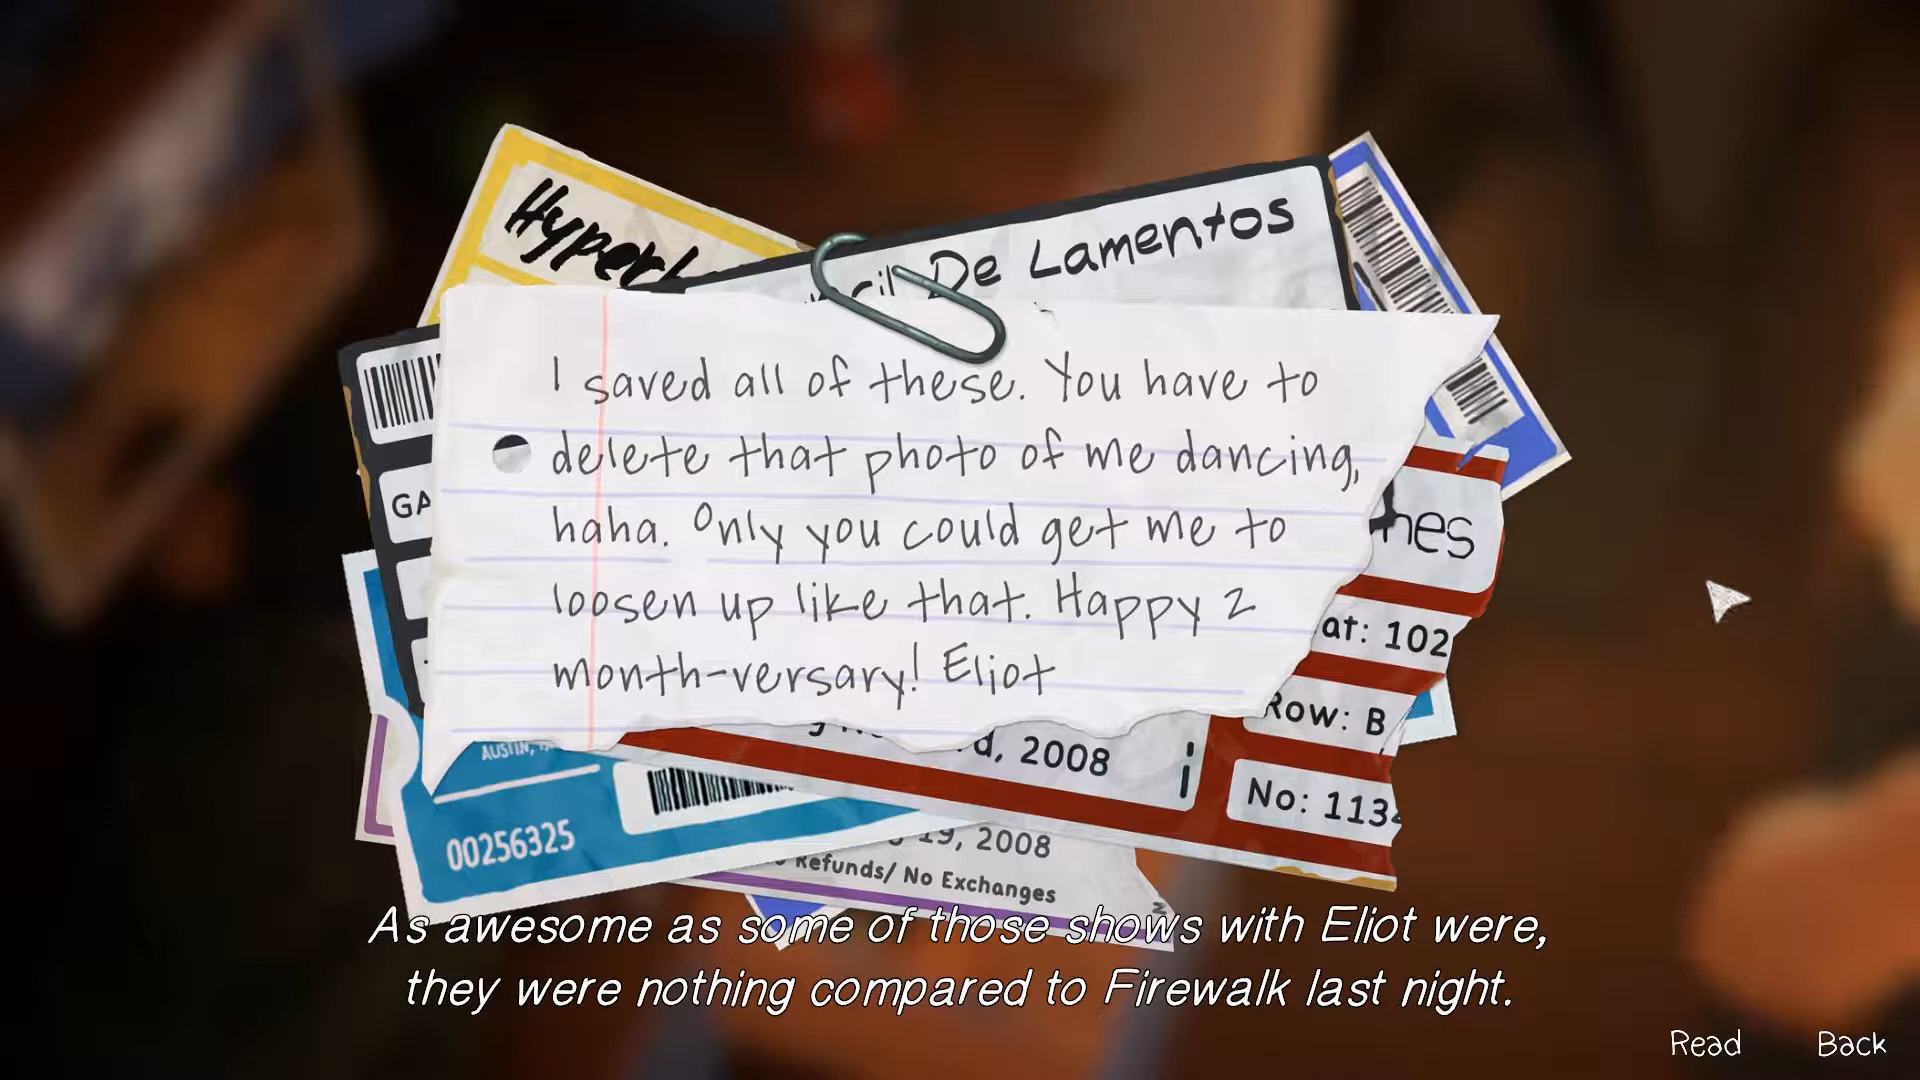 De Lamentos
I saved all of these. You have to
delete that photo of me dancing,
haha. Only you could get me to
loosen up like that. Happy 2
month-versary! Eliot
at: 102
Row: B
d, 2008
No: 113
AUSTIN,
00256325
19, 2008
Refunds/ No Exchanges
As awesome as some of those shows with Eliot were,
they were nothing compared to Firewalk last night.
Read Back